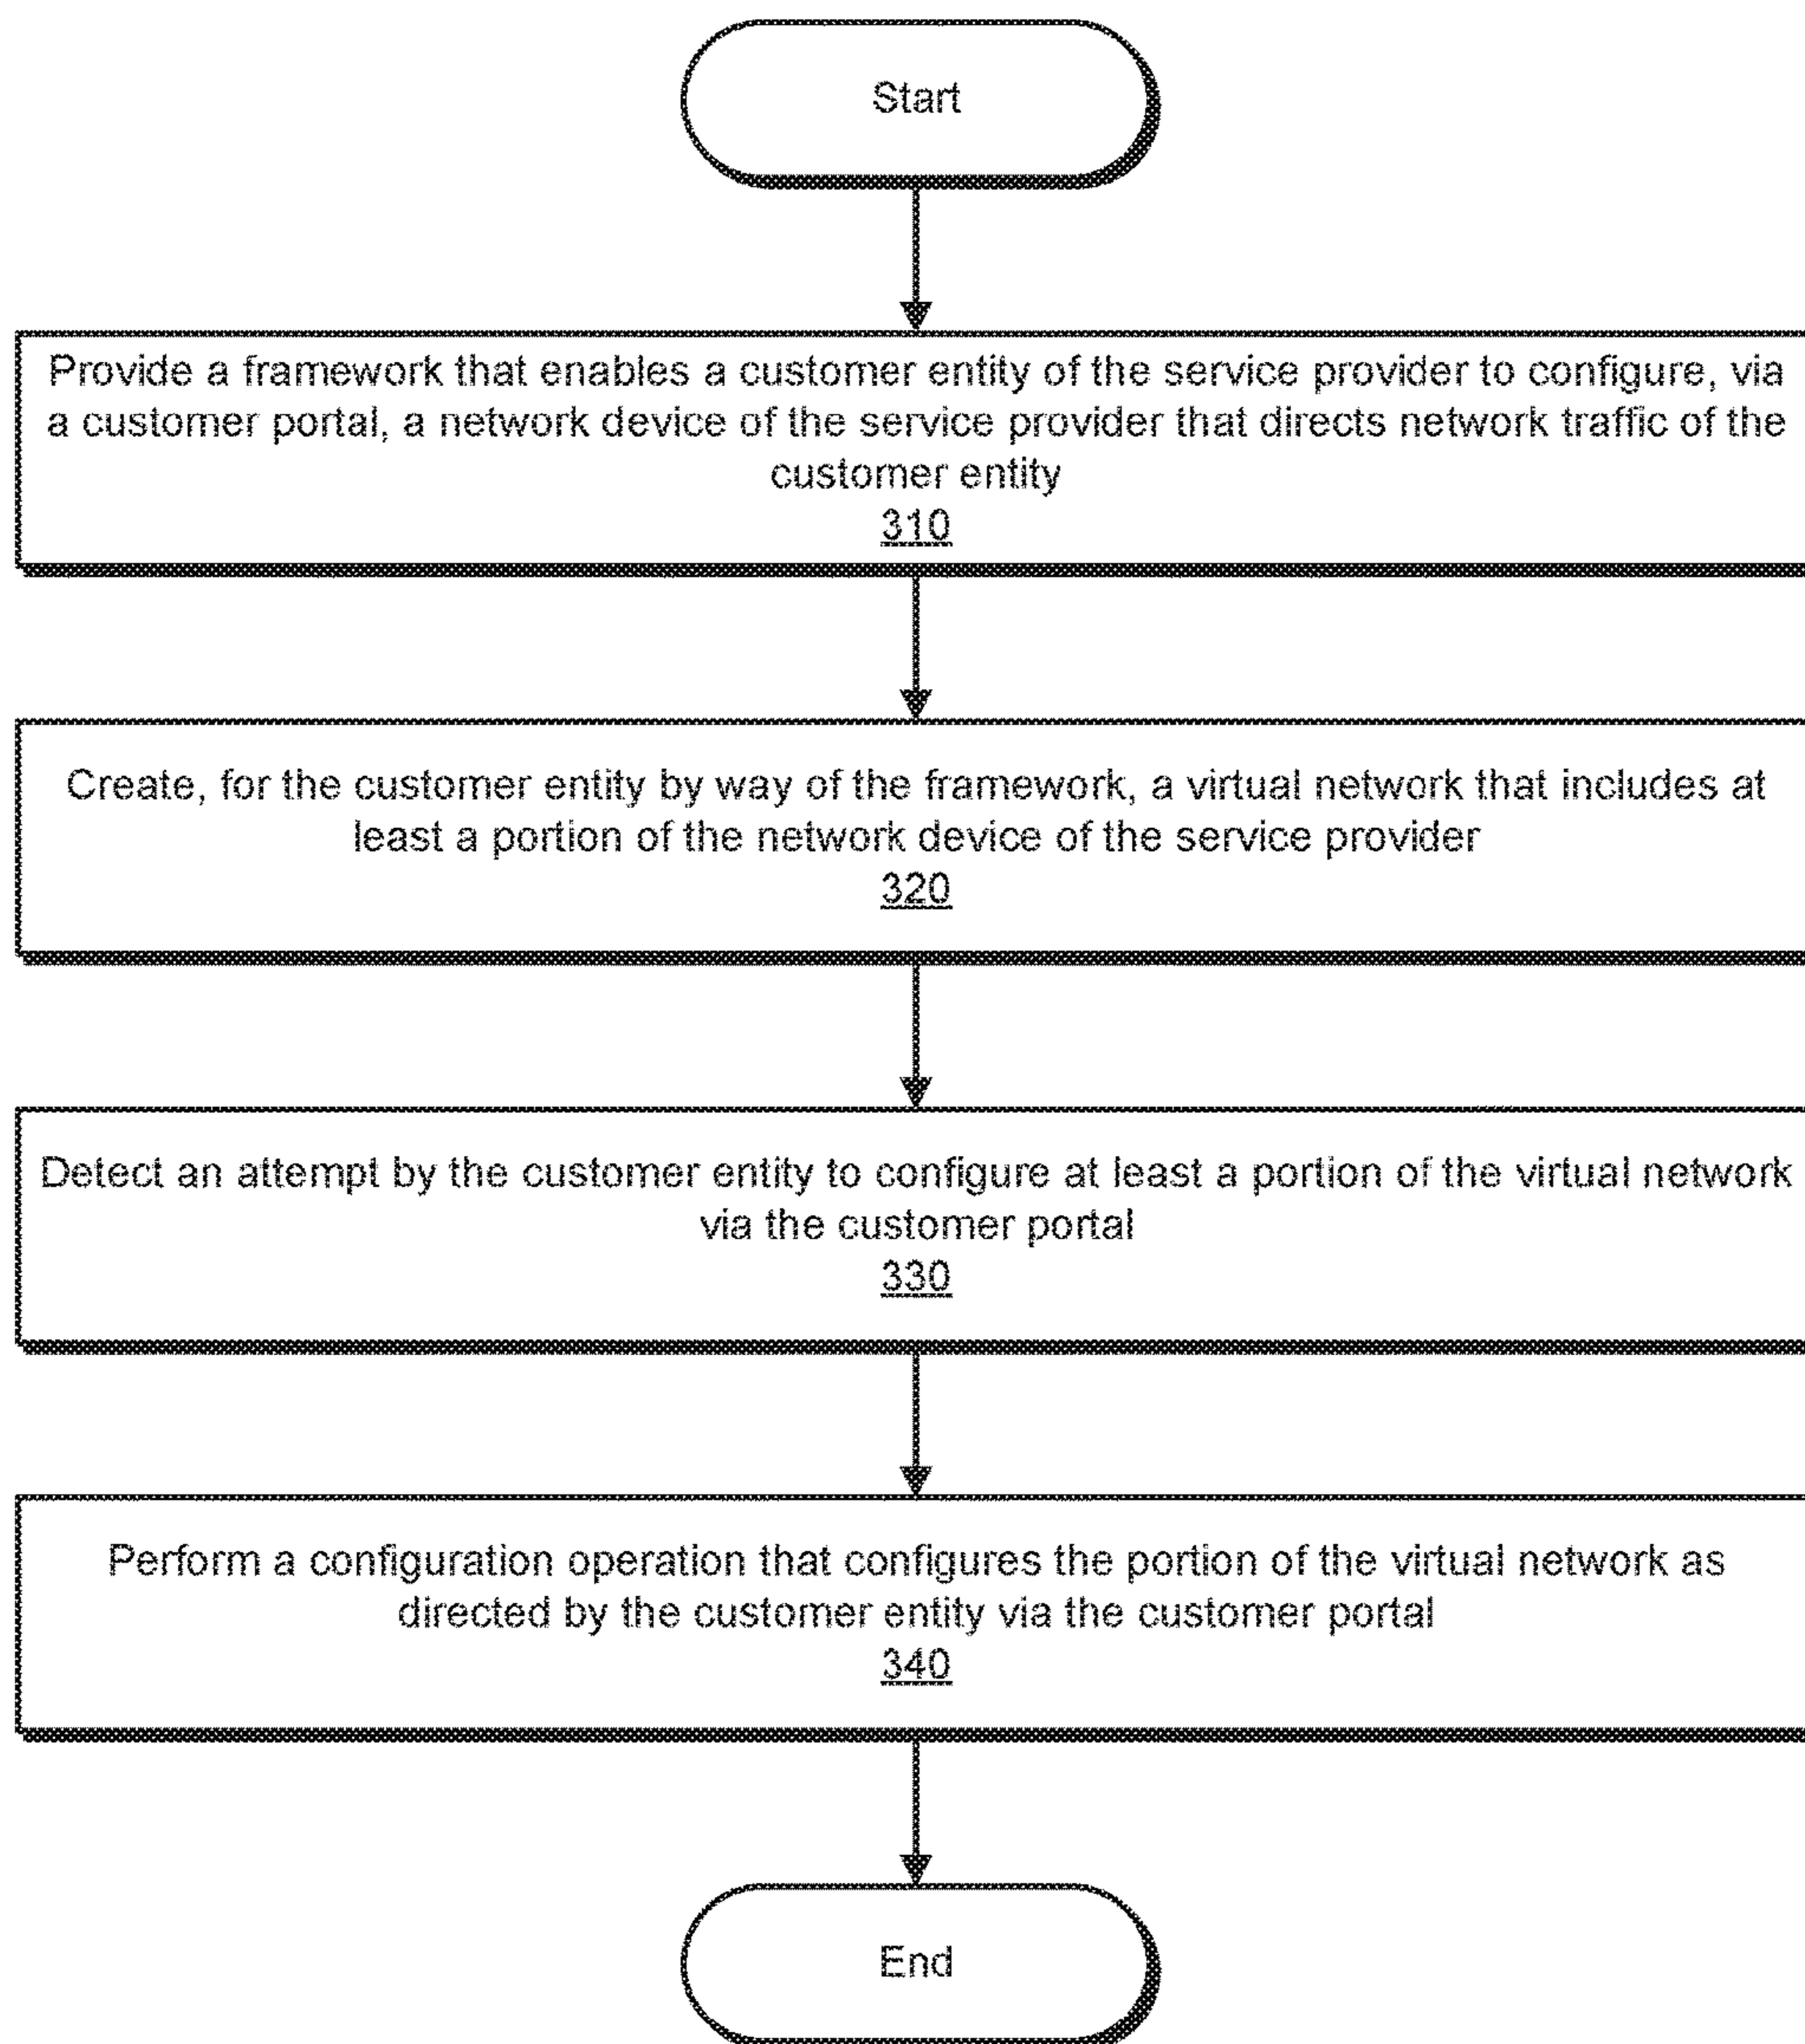 Start
Provide a framework that enables a customer entity of the service provider to configure, via
a customer portal, a network device of the service provider that directs network traffic of the
customer entity
310
Create, for the customer entity by way of the framework, a virtual network that includes at
least a portion of the network device of the service provider
320
Detect an attempt by the customer entity to configure at least a portion of the virtual network
via the customer portal
330
Perform a configuration operation that configures the portion of the virtual network as
directed by the customer entity via the customer portal
340
End